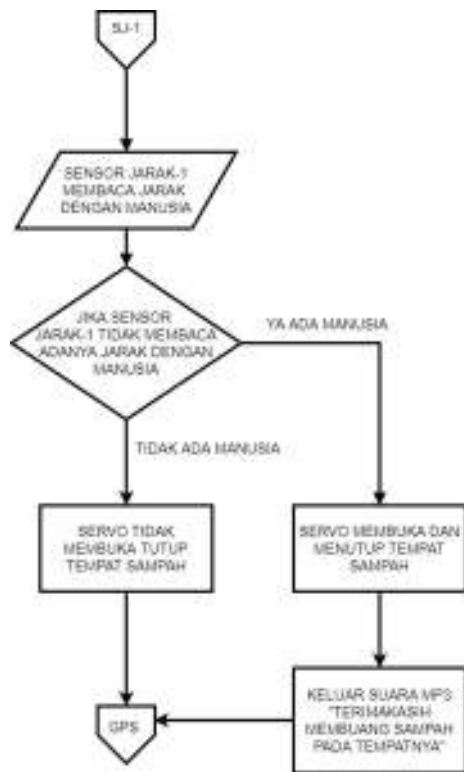 SJ-1
SENSOR JARAK-1
MEMBACA JARAK
DENGAN MANUSIA
JIKA SENSOR
JARAK-1 TIDAK MEMBACA
ADANYA JARAK DENGAN
MANUSIA
YA ADA MANUSIA
TIDAK ADA MANUSIA
SERVO TIDAK
MEMBUKA TUTUP
TEMPAT SAMPAH
SERVO MEMBUKA DAN
MENUTUP TEMPAT
SAMPAH
KELUAR SUARA MP3
"TERIMAKASIH
MEMBUANG SAMPAH
PADA TEMPATNYA"
GPS